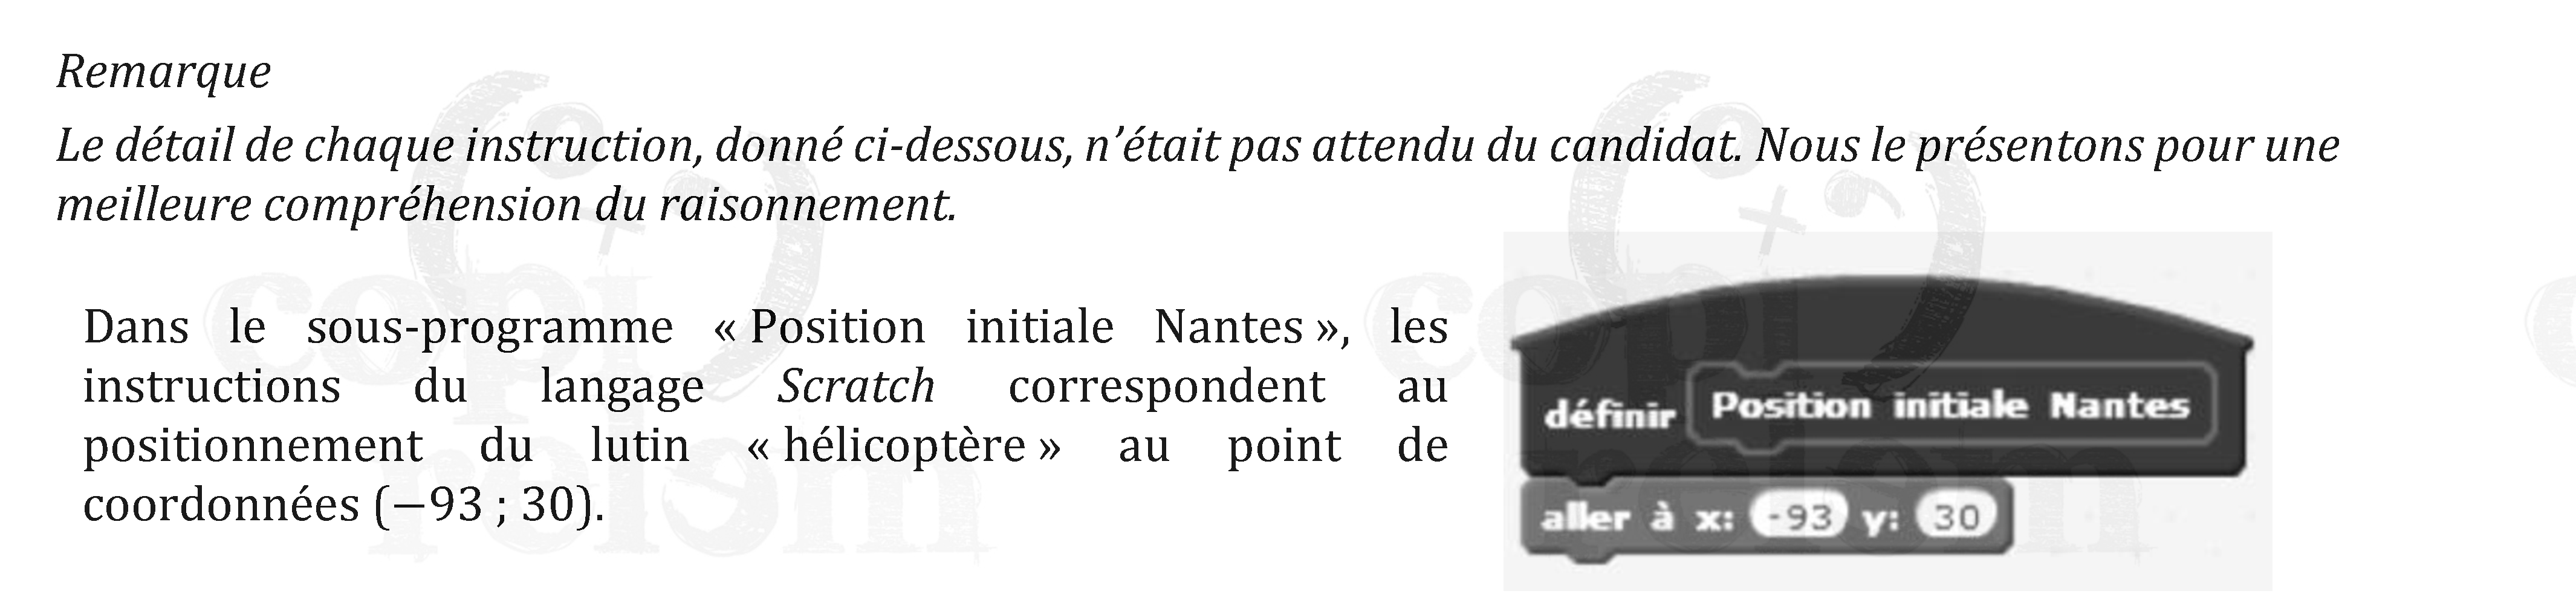 Remarque
Le détail de chaque instruction, donné ci-dessous, n'était pas attendu du candidat. Nous le présentons pour une
meilleure compréhension du raisonnement.
Dans le sous-programme « Position initiale Nantes », les
instructions du langage Scratch correspondent au
positionnement du lutin « hélicoptère » au point de
coordonnées (−93 ; 30).
définir Position initiale Nantes
aller à x: -93 y: 30